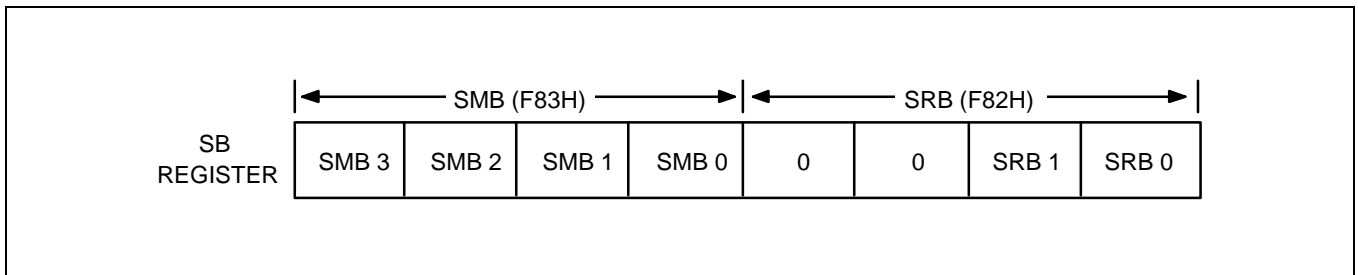 SMB (F83H) SRB (F82H)
SB
REGISTER
SMB 3 SMB 2 SMB 1 SMB 0 0 0 SRB 1 SRB 0